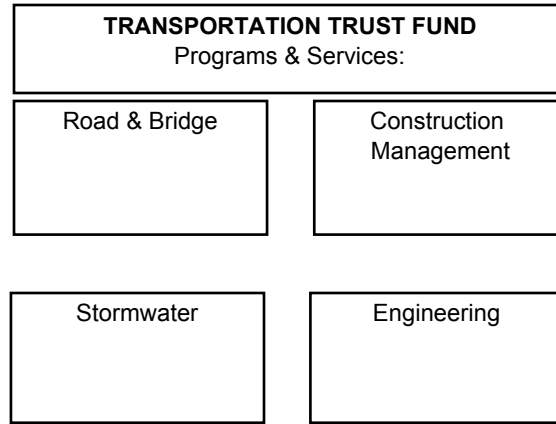 TRANSPORTATION TRUST FUND
Programs & Services:
Road & Bridge
Construction
Management
Stormwater
Engineering